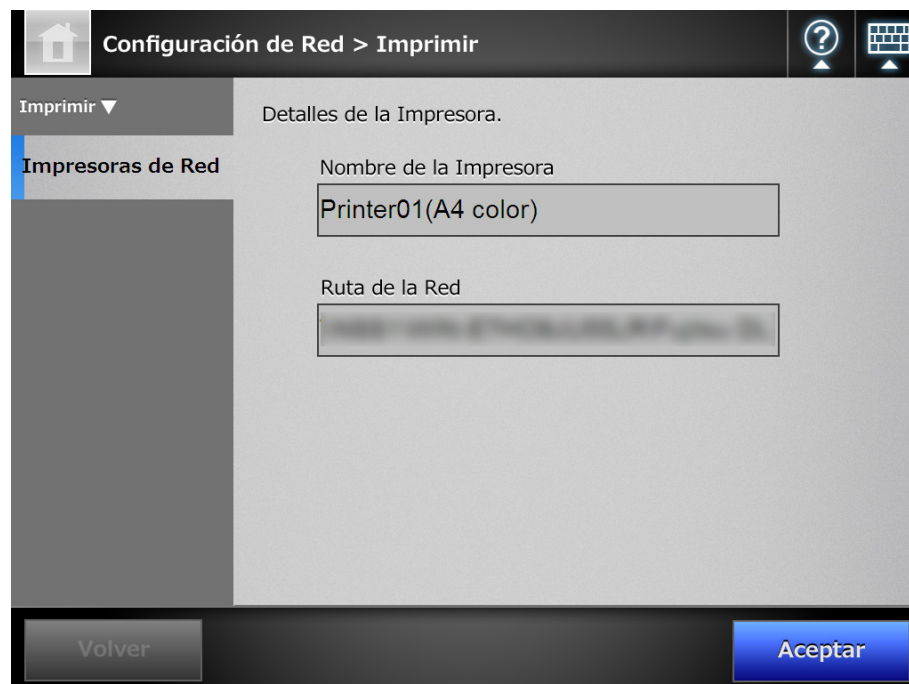 Configuración de Red > Imprimir
?
Imprimir ▼
Impresoras de Red
Detalles de la Impresora.
Nombre de la Impresora
Printer01(A4 color)
Ruta de la Red
Volver
Aceptar